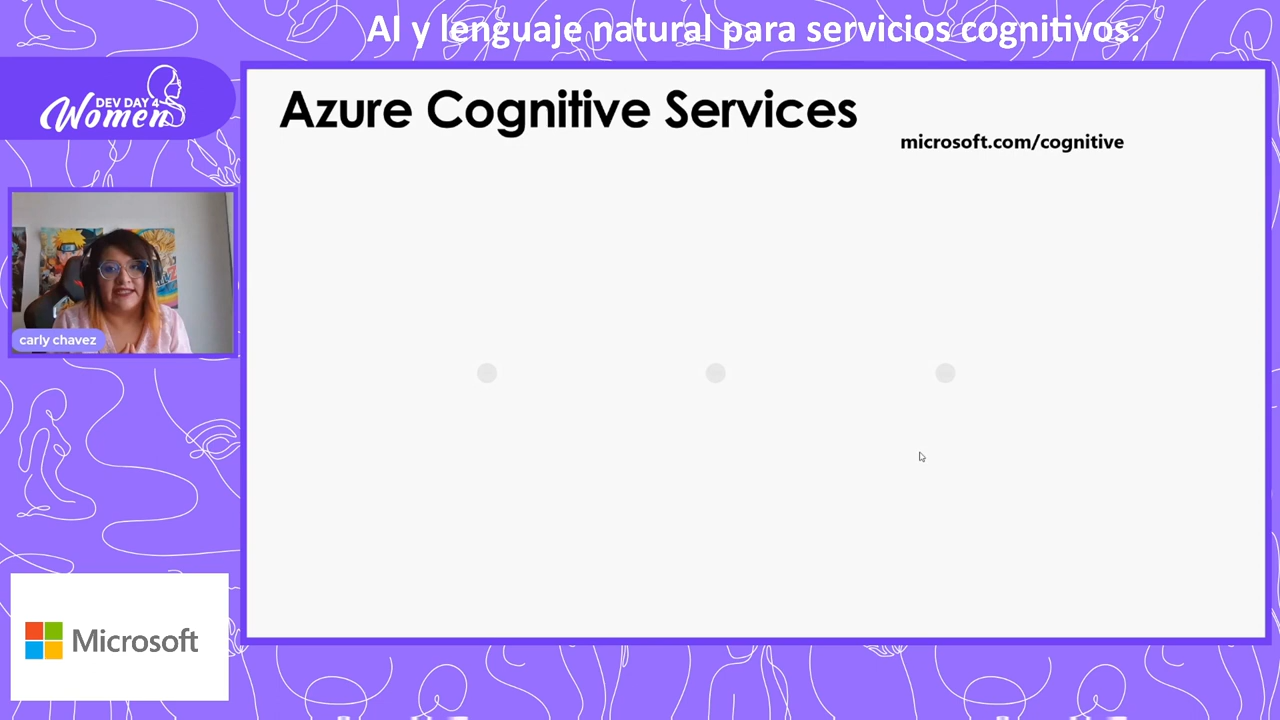 AI y lenguaje natural para servicios cognitivos.
DEV DAY 4
Women
Azure Cognitive Services
microsoft.com/cognitive
carly chavez
Microsoft